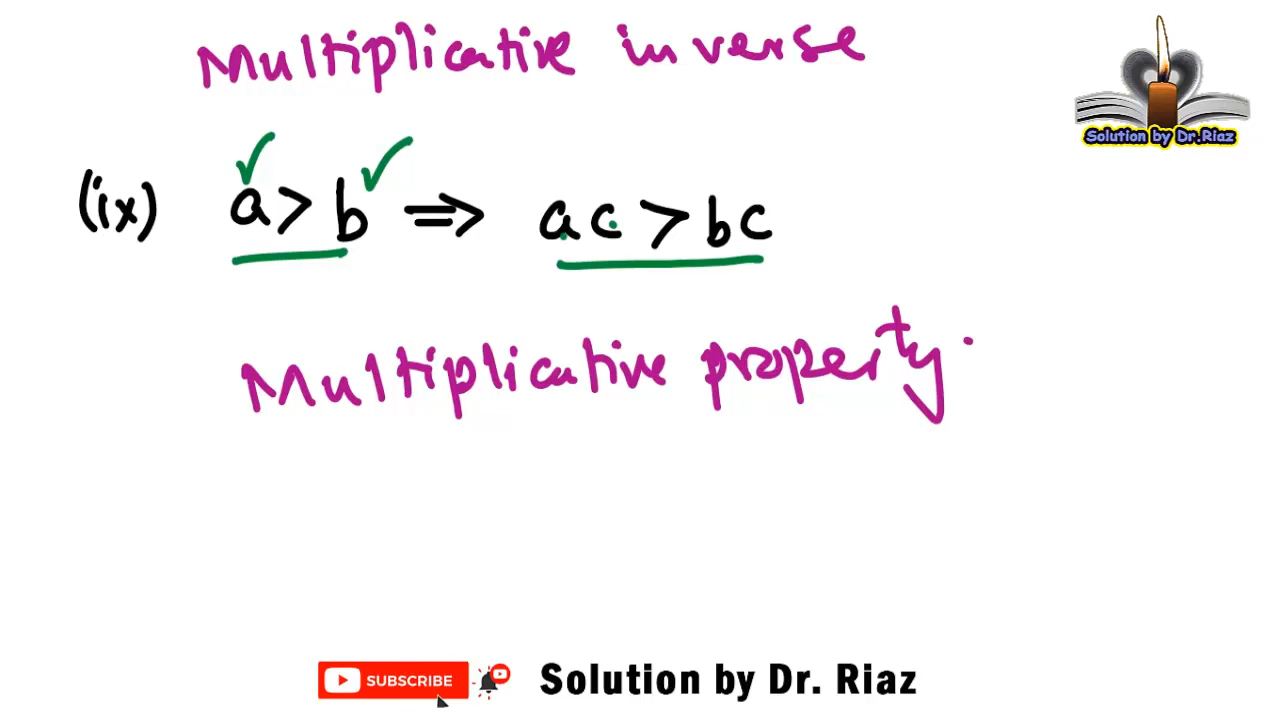 Multiplicative inverse
Solution by Dr.Riaz
(ix) a > b ⇒ ac > bc
Multiplicative property.
SUBSCRIBE
Solution by Dr. Riaz